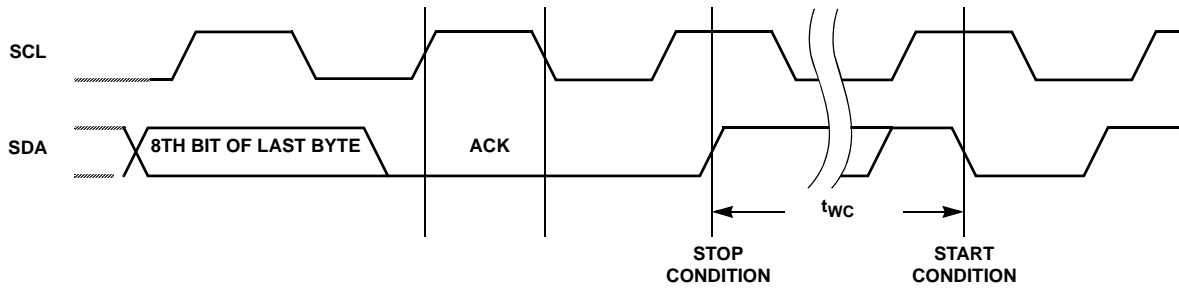 SCL
SDA
8TH BIT OF LAST BYTE
ACK
tWC
STOP
CONDITION
START
CONDITION